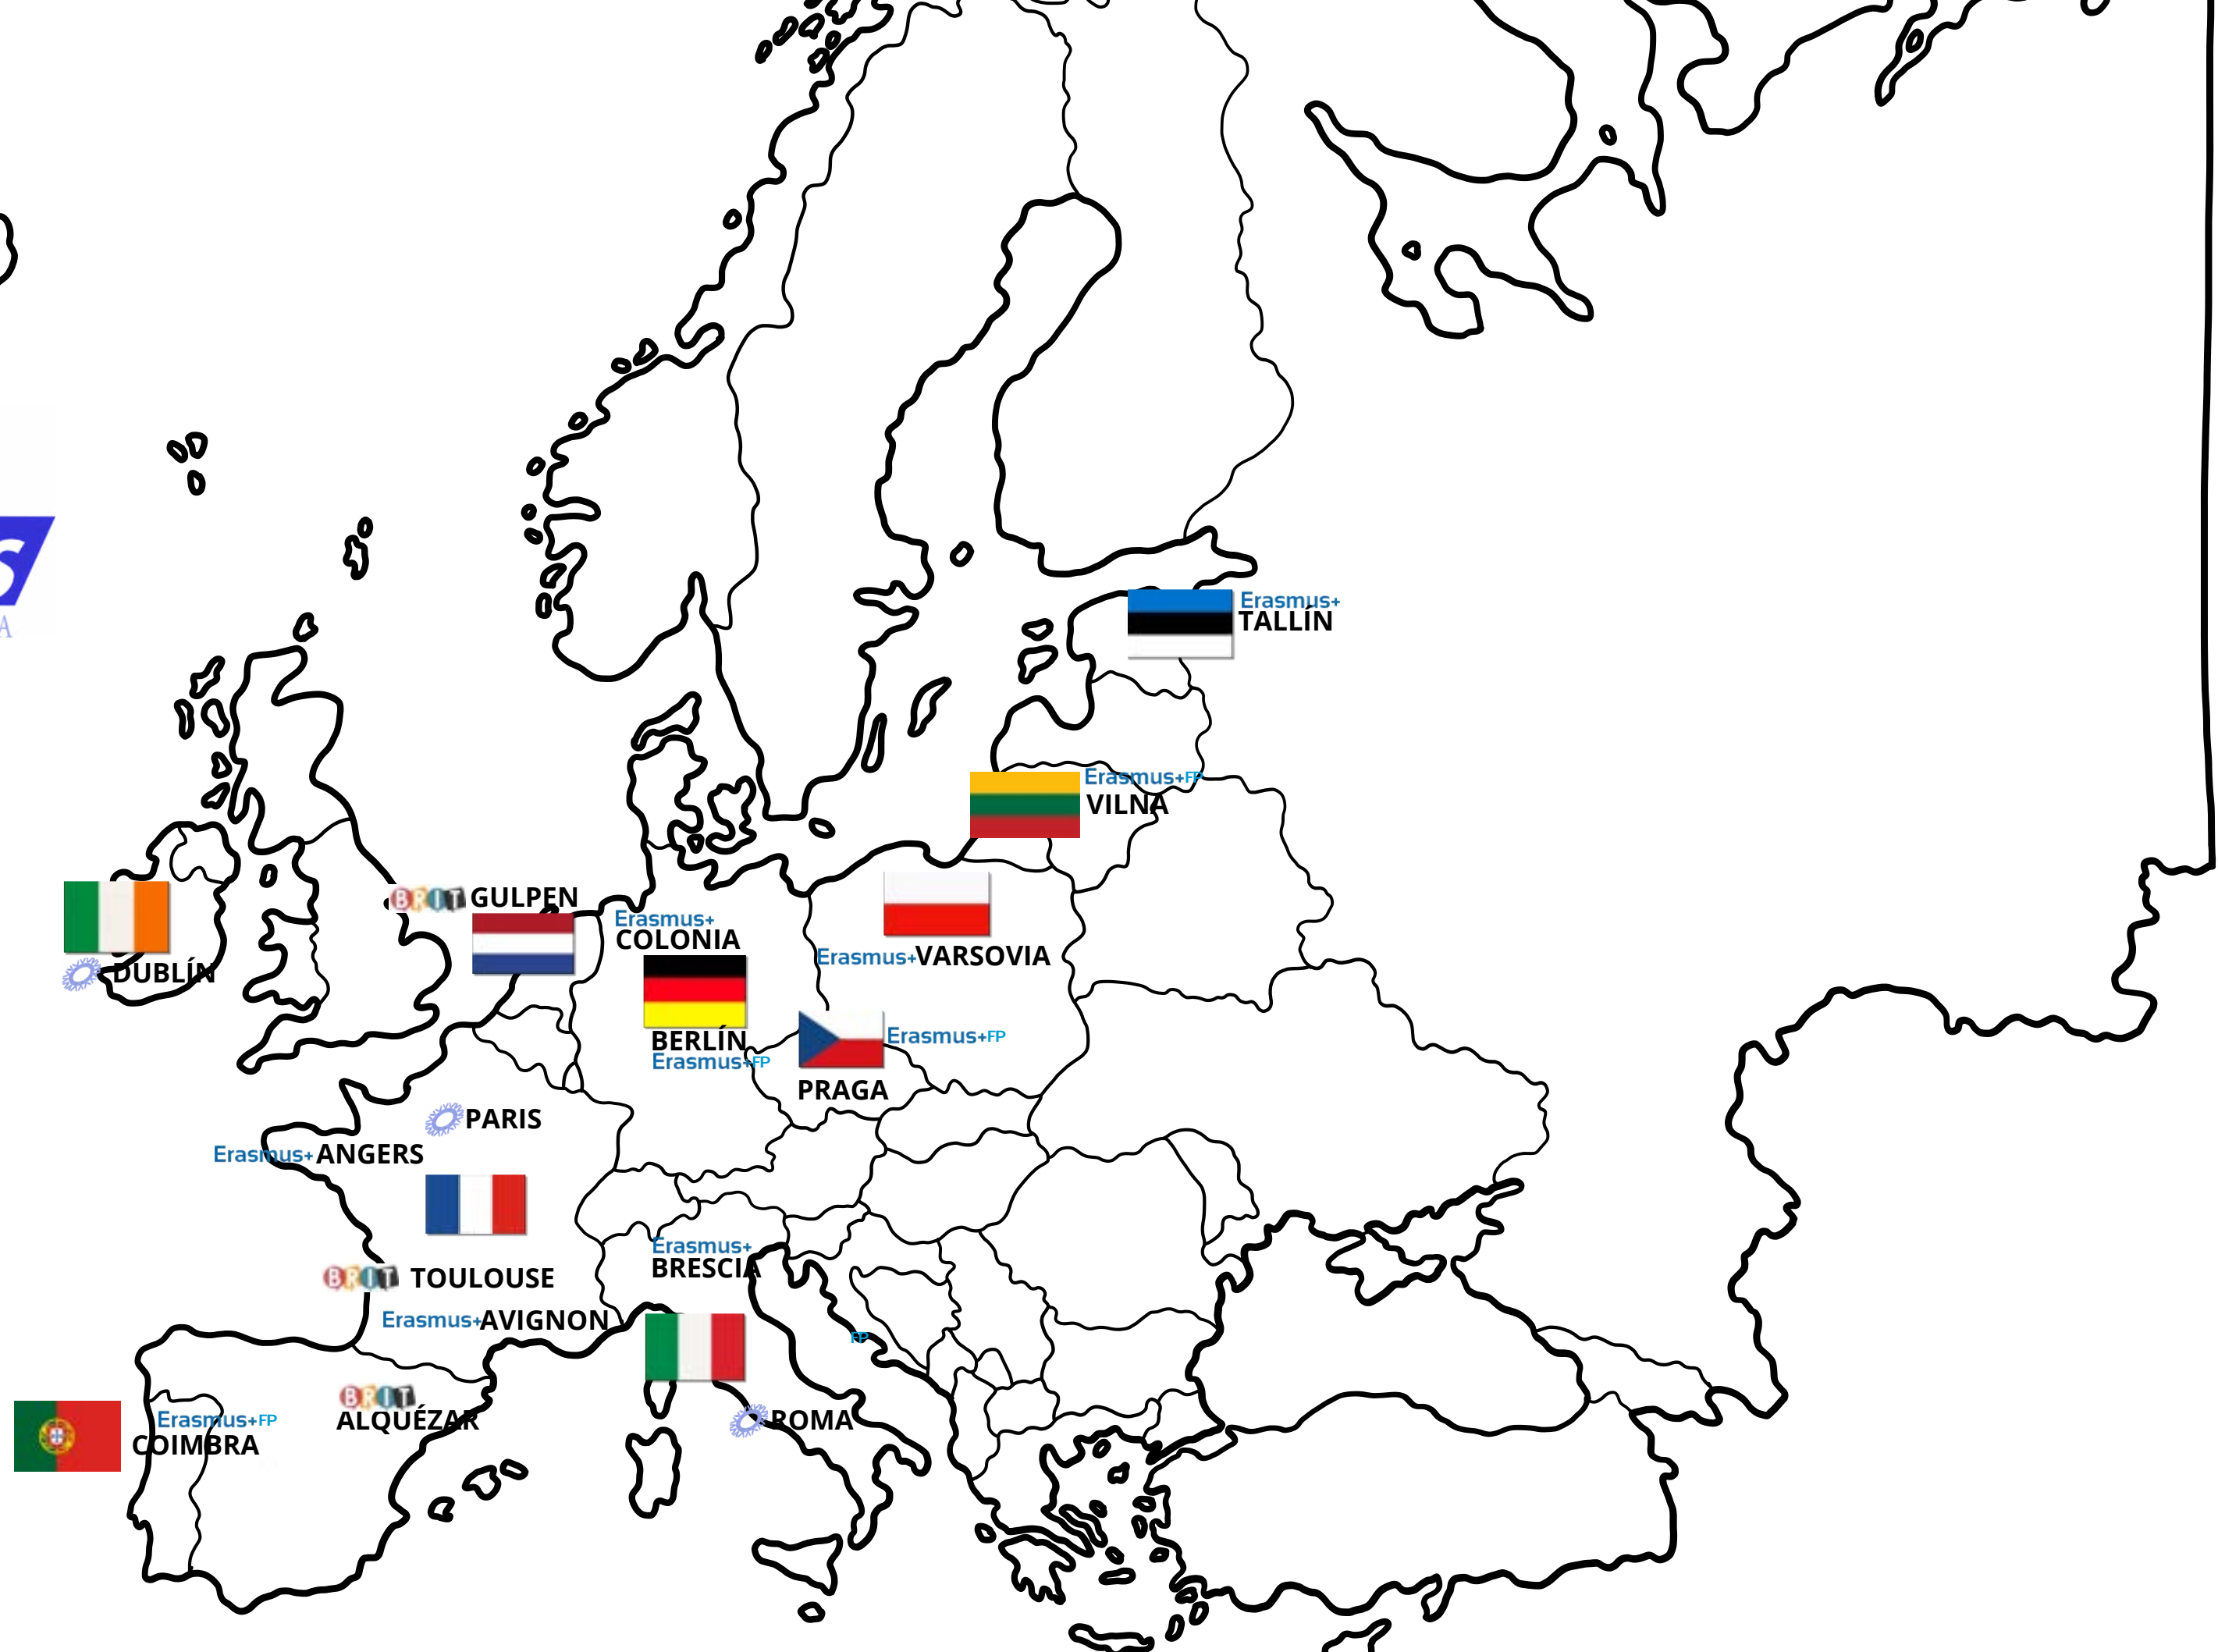 S
A
Erasmus+
TALLÍN
Erasmus+FP
VILNA
BRIT GULPEN
Erasmus+
COLONIA
Erasmus+VARSOVIA
DUBLÍN
BERLÍN
Erasmus+FP
Erasmus+FP
PRAGA
PARIS
Erasmus+ANGERS
Erasmus+
BRESCIA
BRIT TOULOUSE
Erasmus+AVIGNON
FP
BRIT
ALQUÉZAR
Erasmus+FP
COIMBRA
ROMA